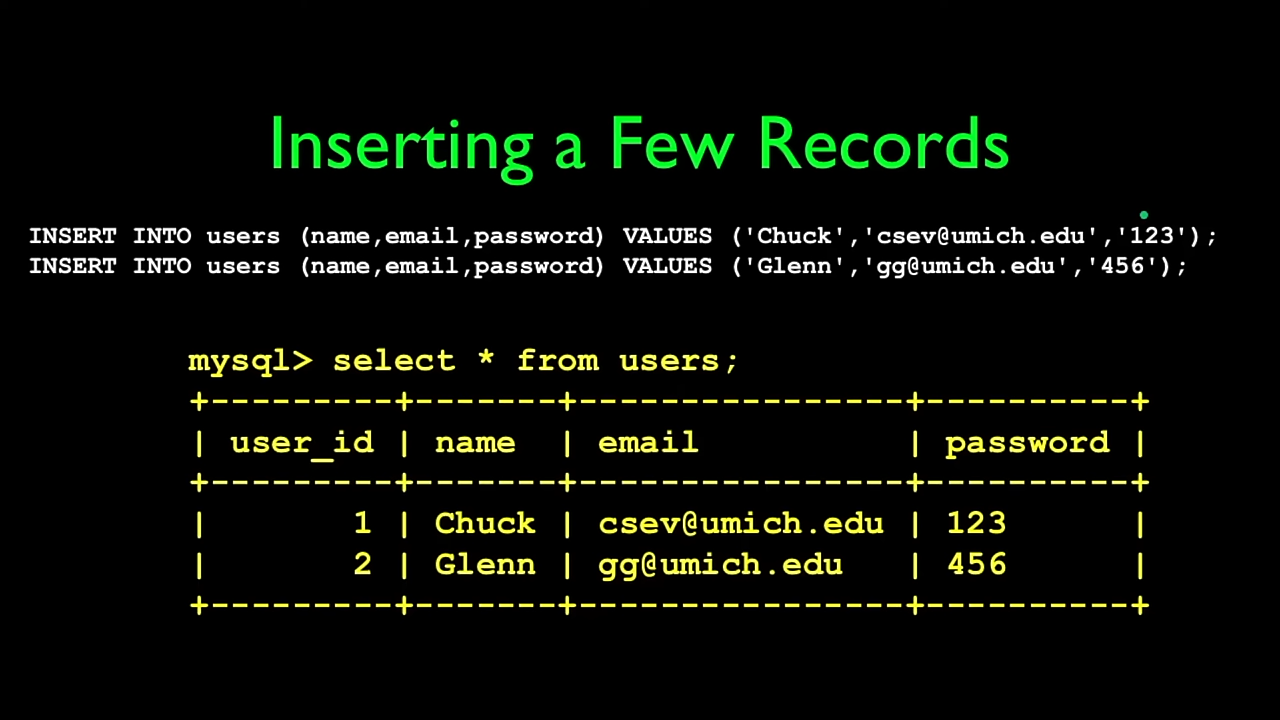 Inserting a Few Records
INSERT INTO users (name,email,password) VALUES ('Chuck','csev@umich.edu','123');
INSERT INTO users (name,email,password) VALUES ('Glenn','gg@umich.edu','456');
mysql> select * from users;
+---------+-------+----------------+----------+
| user_id | name  | email          | password |
+---------+-------+----------------+----------+
|       1 | Chuck | csev@umich.edu | 123      |
|       2 | Glenn | gg@umich.edu   | 456      |
+---------+-------+----------------+----------+